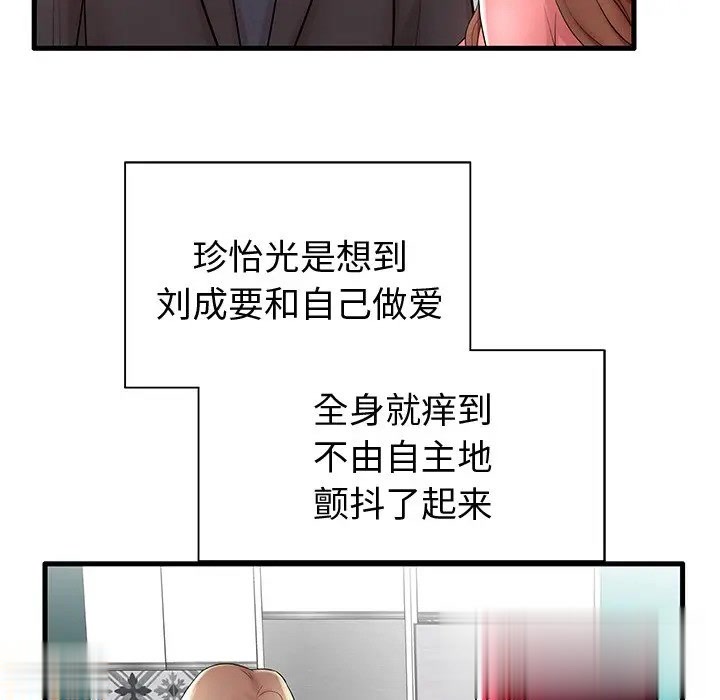 珍怡光是想到
刘成要和自己做爱
全身就痒到
不由自主地
颤抖了起来